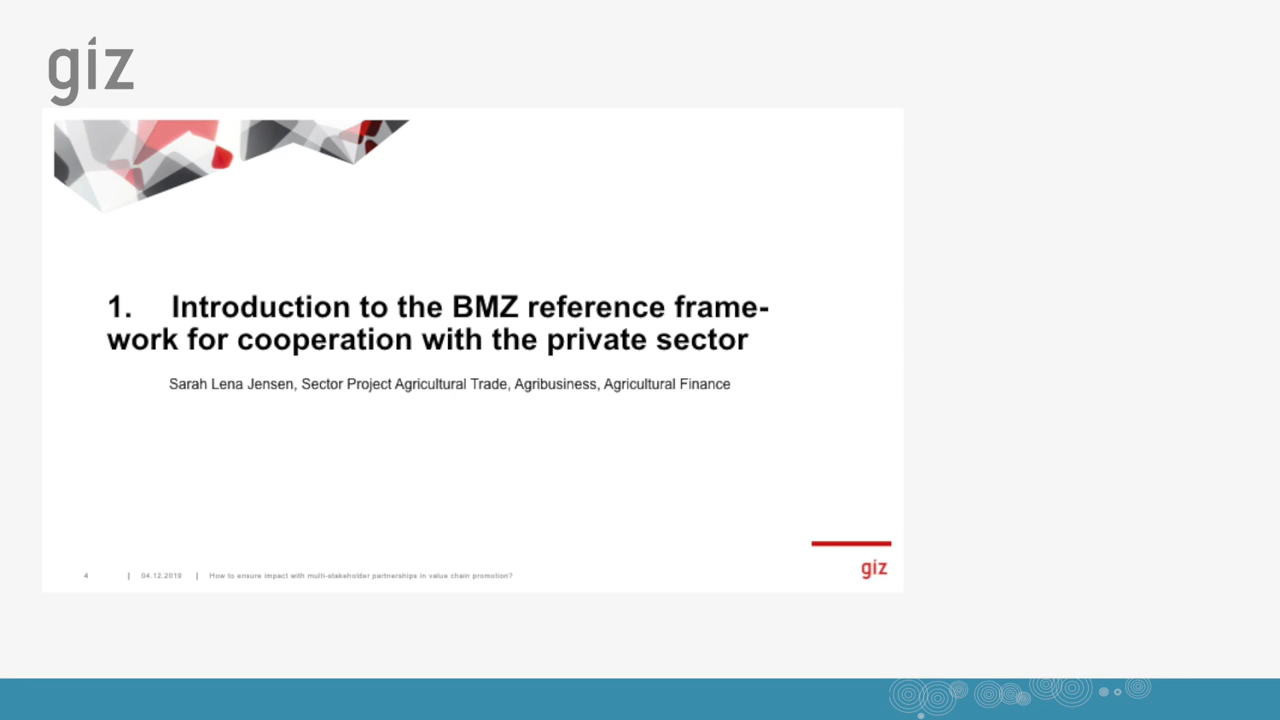 giz
1. Introduction to the BMZ reference frame-
work for cooperation with the private sector
Sarah Lena Jensen, Sector Project Agricultural Trade, Agribusiness, Agricultural Finance
giz
4 | 04.12.2019 | How to ensure impact with multi-stakeholder partnerships in value chain promotion?